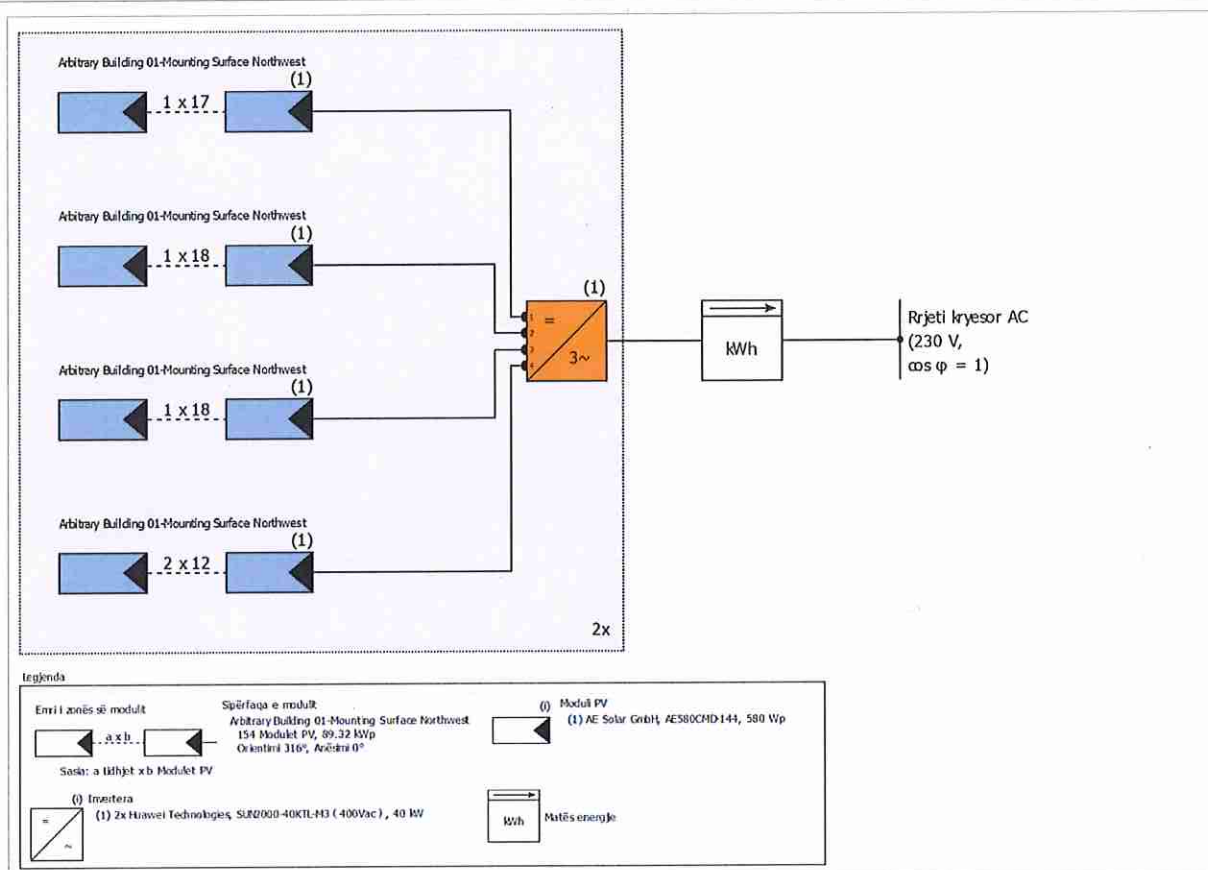 Arbitrary Building 01-Mounting Surface Northwest
(1)
1 x 17
Arbitrary Building 01-Mounting Surface Northwest
(1)
1 x 18
(1)
1
2
3
4
=
3~
kWh
Rrjeti kryesor AC
(230 V,
cos φ = 1)
Arbitrary Building 01-Mounting Surface Northwest
(1)
1 x 18
Arbitrary Building 01-Mounting Surface Northwest
(1)
2 x 12
2x
Legjenda
Emri i zonës së modulit
a x b
Sasia: a lidhjet x b Modulet PV
Sipërfaqa e modulit
Arbitrary Building 01-Mounting Surface Northwest
154 Modulet PV, 89.32 kWp
Orientimi 316°, Anësimi 0°
(i) Moduli PV
(1) AE Solar GmbH, AE580CMD-144, 580 Wp
(i) Invertera
= ~
(1) 2x Huawei Technologies, SUN2000-40KTL-M3 (400Vac), 40 kW
kWh
Matës energjie